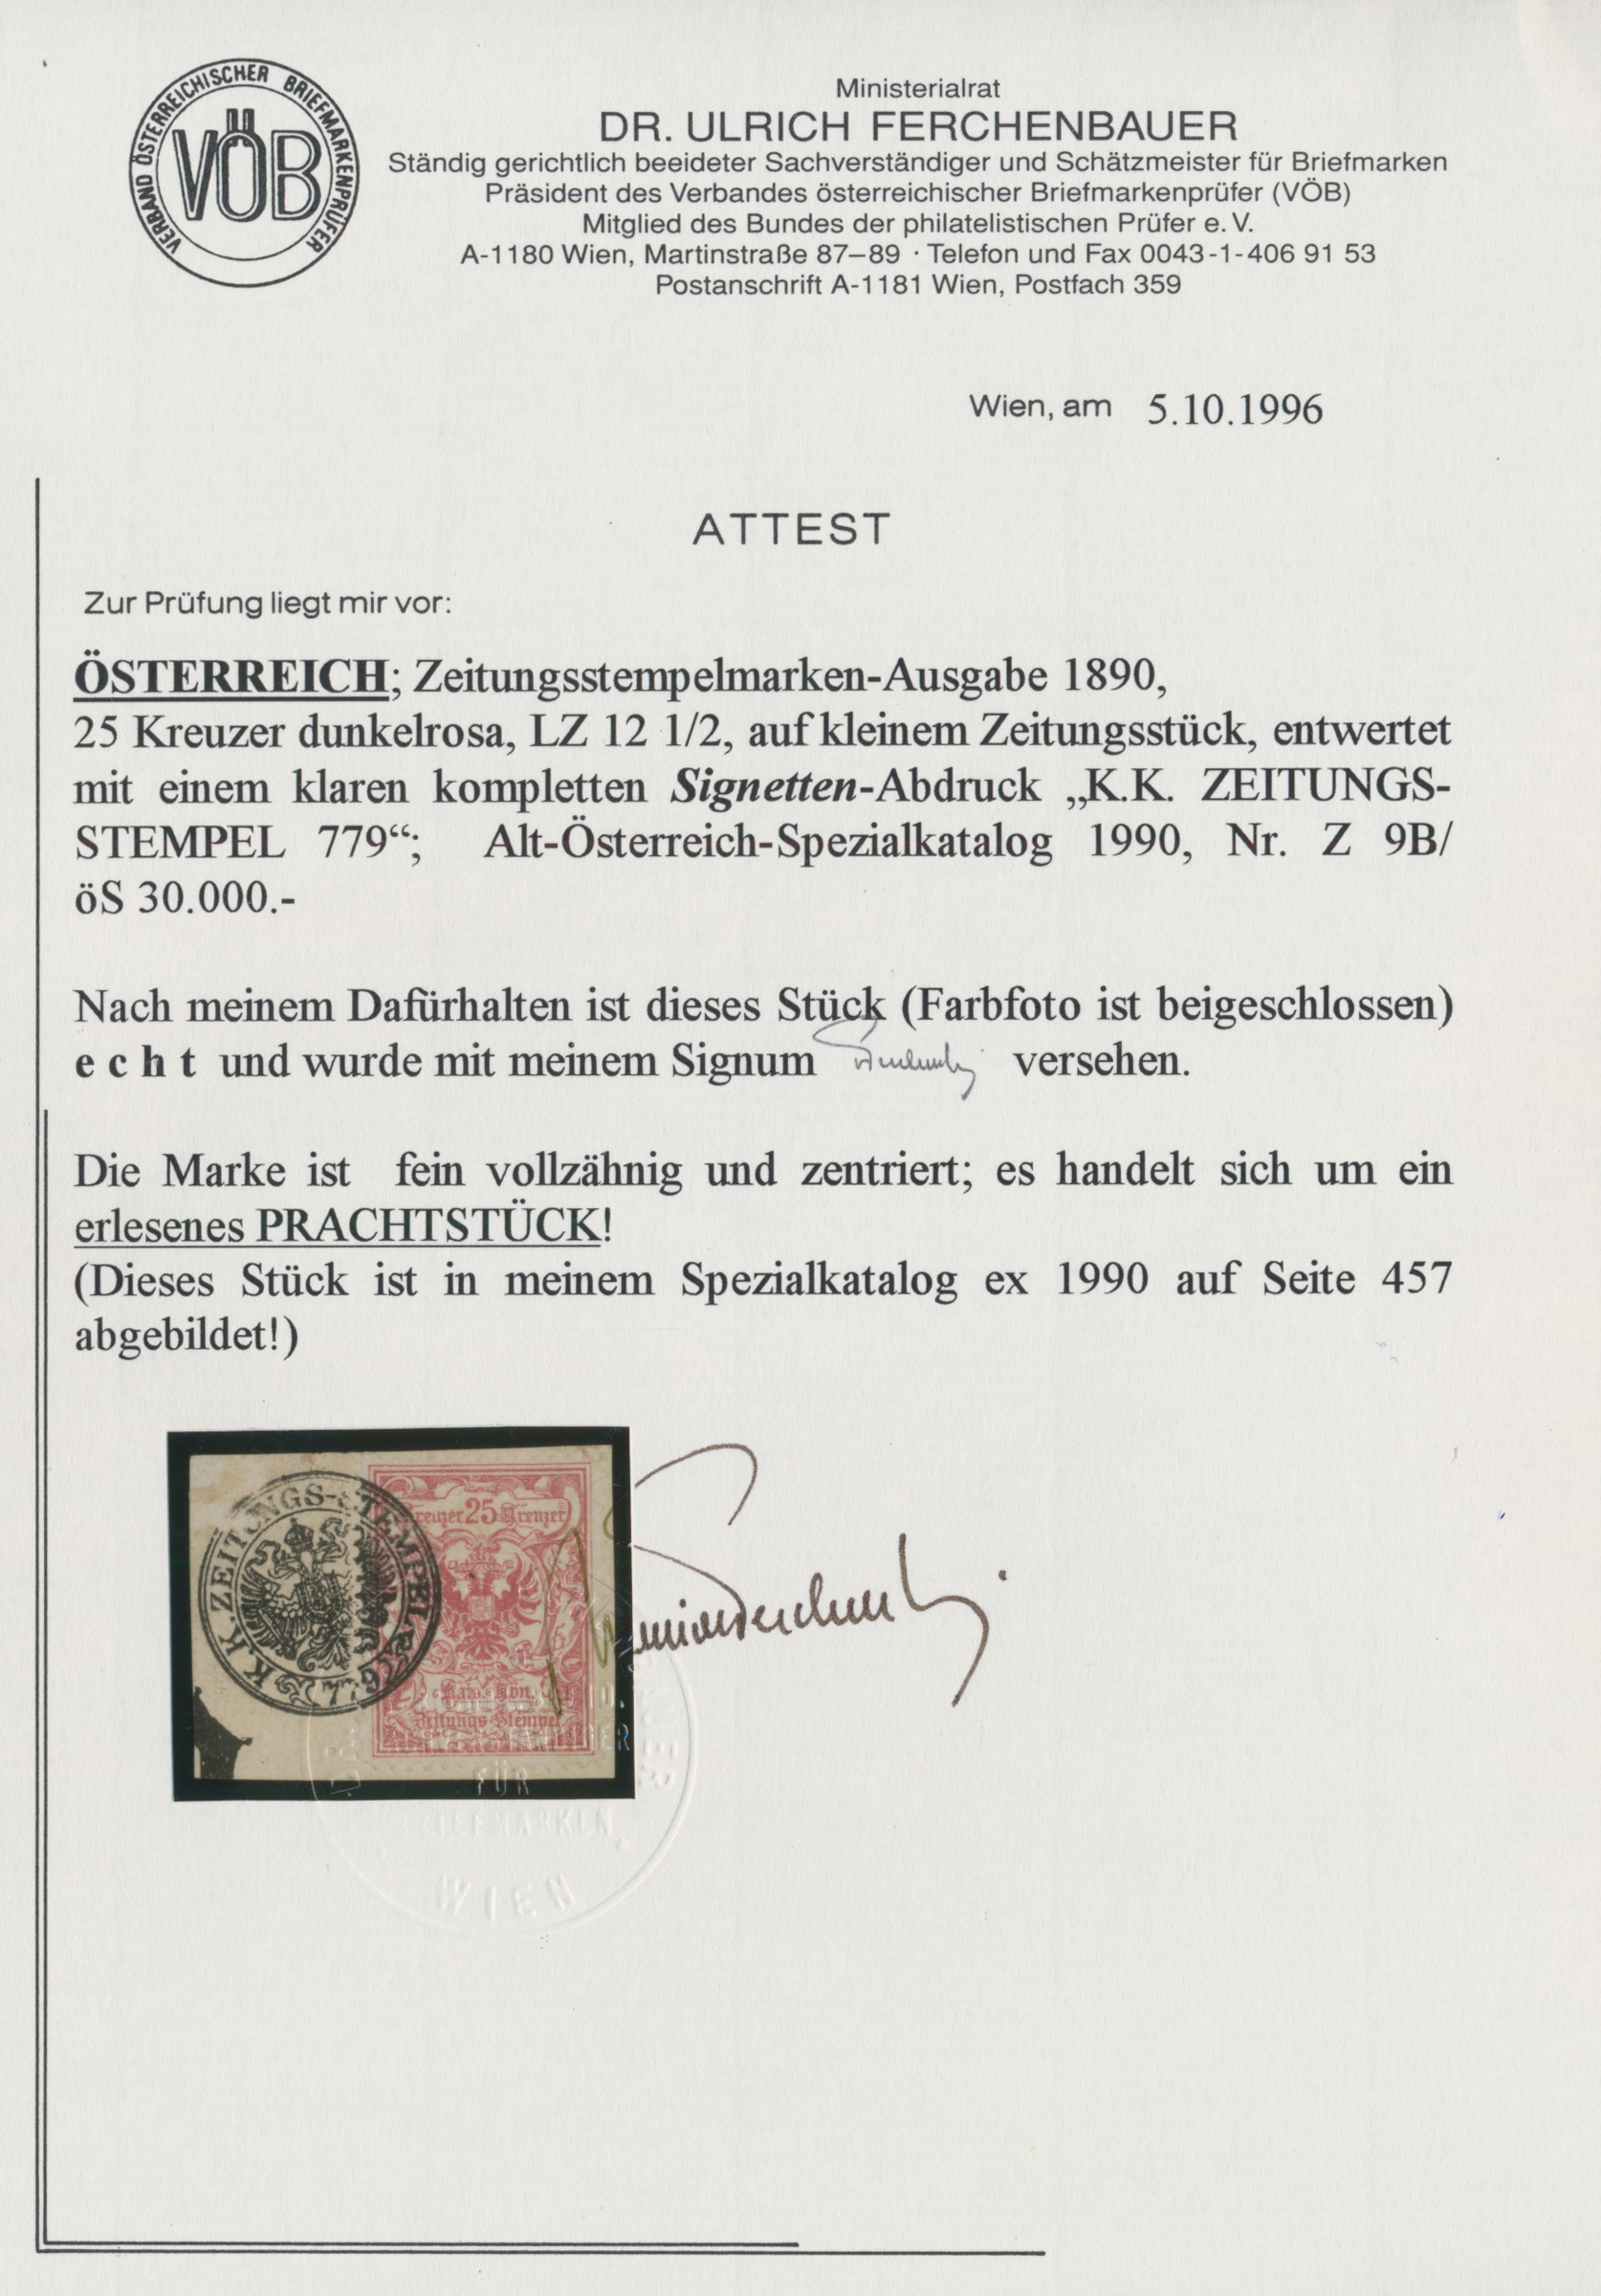 VERBAND ÖSTERREICHISCHER BRIEFMARKENPRÜFER
VÖB
Ministerialrat
DR. ULRICH FERCHENBAUER
Ständig gerichtlich beeideter Sachverständiger und Schätzmeister für Briefmarken
Präsident des Verbandes österreichischer Briefmarkenprüfer (VÖB)
Mitglied des Bundes der philatelistischen Prüfer e. V.
A-1180 Wien, Martinstraße 87–89 · Telefon und Fax 0043-1-406 91 53
Postanschrift A-1181 Wien, Postfach 359
Wien, am 5.10.1996
ATTEST
Zur Prüfung liegt mir vor:
ÖSTERREICH; Zeitungsstempelmarken-Ausgabe 1890,
25 Kreuzer dunkelrosa, LZ 12 1/2, auf kleinem Zeitungsstück, entwertet
mit einem klaren kompletten Signetten-Abdruck „K.K. ZEITUNGS-
STEMPEL 779“; Alt-Österreich-Spezialkatalog 1990, Nr. Z 9B/
öS 30.000.-
Nach meinem Dafürhalten ist dieses Stück (Farbfoto ist beigeschlossen)
e c h t und wurde mit meinem Signum versehen.
Die Marke ist fein vollzähnig und zentriert; es handelt sich um ein
erlesenes PRACHTSTÜCK!
(Dieses Stück ist in meinem Spezialkatalog ex 1990 auf Seite 457
abgebildet!)
K.K. ZEITUNGS-STEMPEL
Kreuzer 25 Kreuzer
Kais. Kön.
Zeitungs Stempel
FÜR
BRIEFMARKEN
WIEN